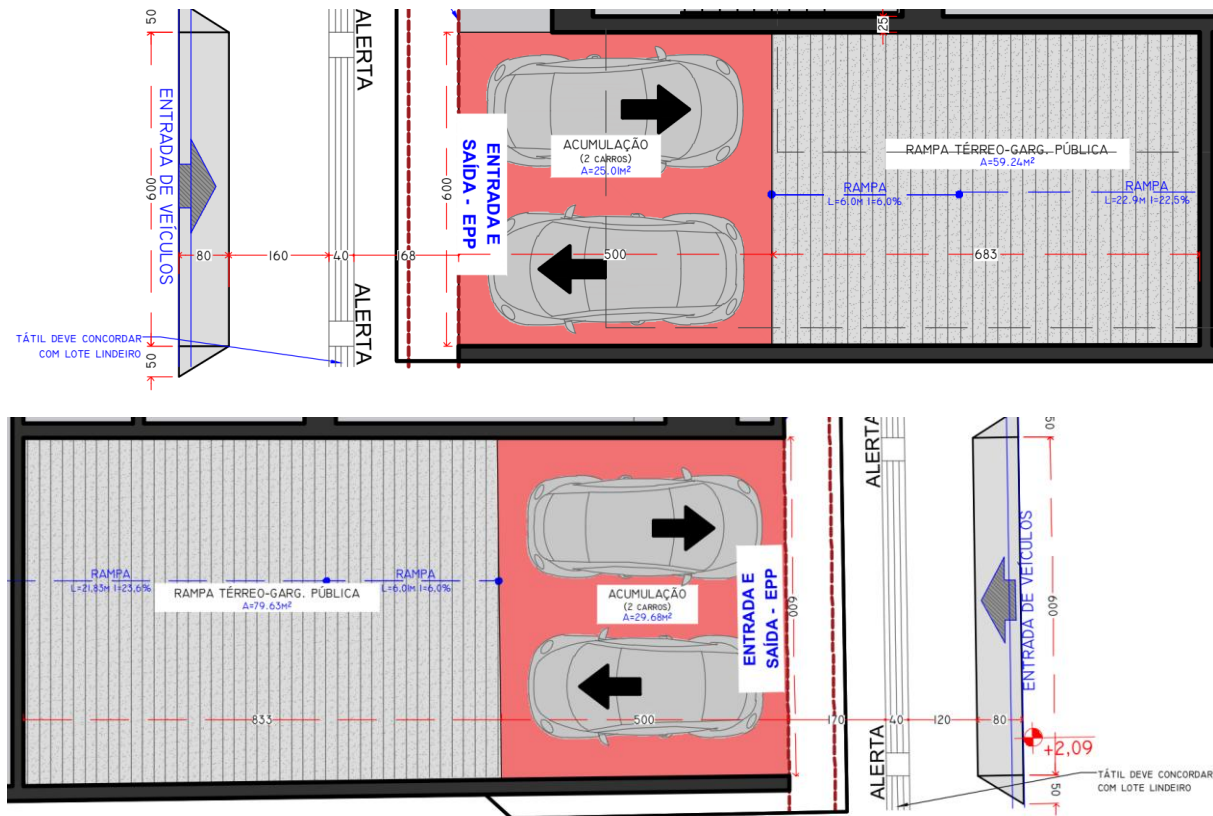 50
ALERTA
25
ENTRADA DE VEÍCULOS
600
600
ENTRADA E
SAÍDA - EPP
ACUMULAÇÃO
(2 CARROS)
A=25.01M²
RAMPA TÉRREO-GARG. PÚBLICA
A=59.24M²
RAMPA
L=6.0M I=6,0%
RAMPA
L=22.9M I=22,5%
80
160
40
168
500
683
ALERTA
TÁTIL DEVE CONCORDAR
COM LOTE LINDEIRO
50
ALERTA
50
RAMPA
L=21,83M I=23,6%
RAMPA
L=6,01M I=6,0%
RAMPA TÉRREO-GARG. PÚBLICA
A=79.63M²
ACUMULAÇÃO
(2 CARROS)
A=29.68M²
ENTRADA E
SAÍDA - EPP
600
ENTRADA DE VEÍCULOS
600
833
500
170
40
120
80
+2,09
ALERTA
TÁTIL DEVE CONCORDAR
COM LOTE LINDEIRO
50